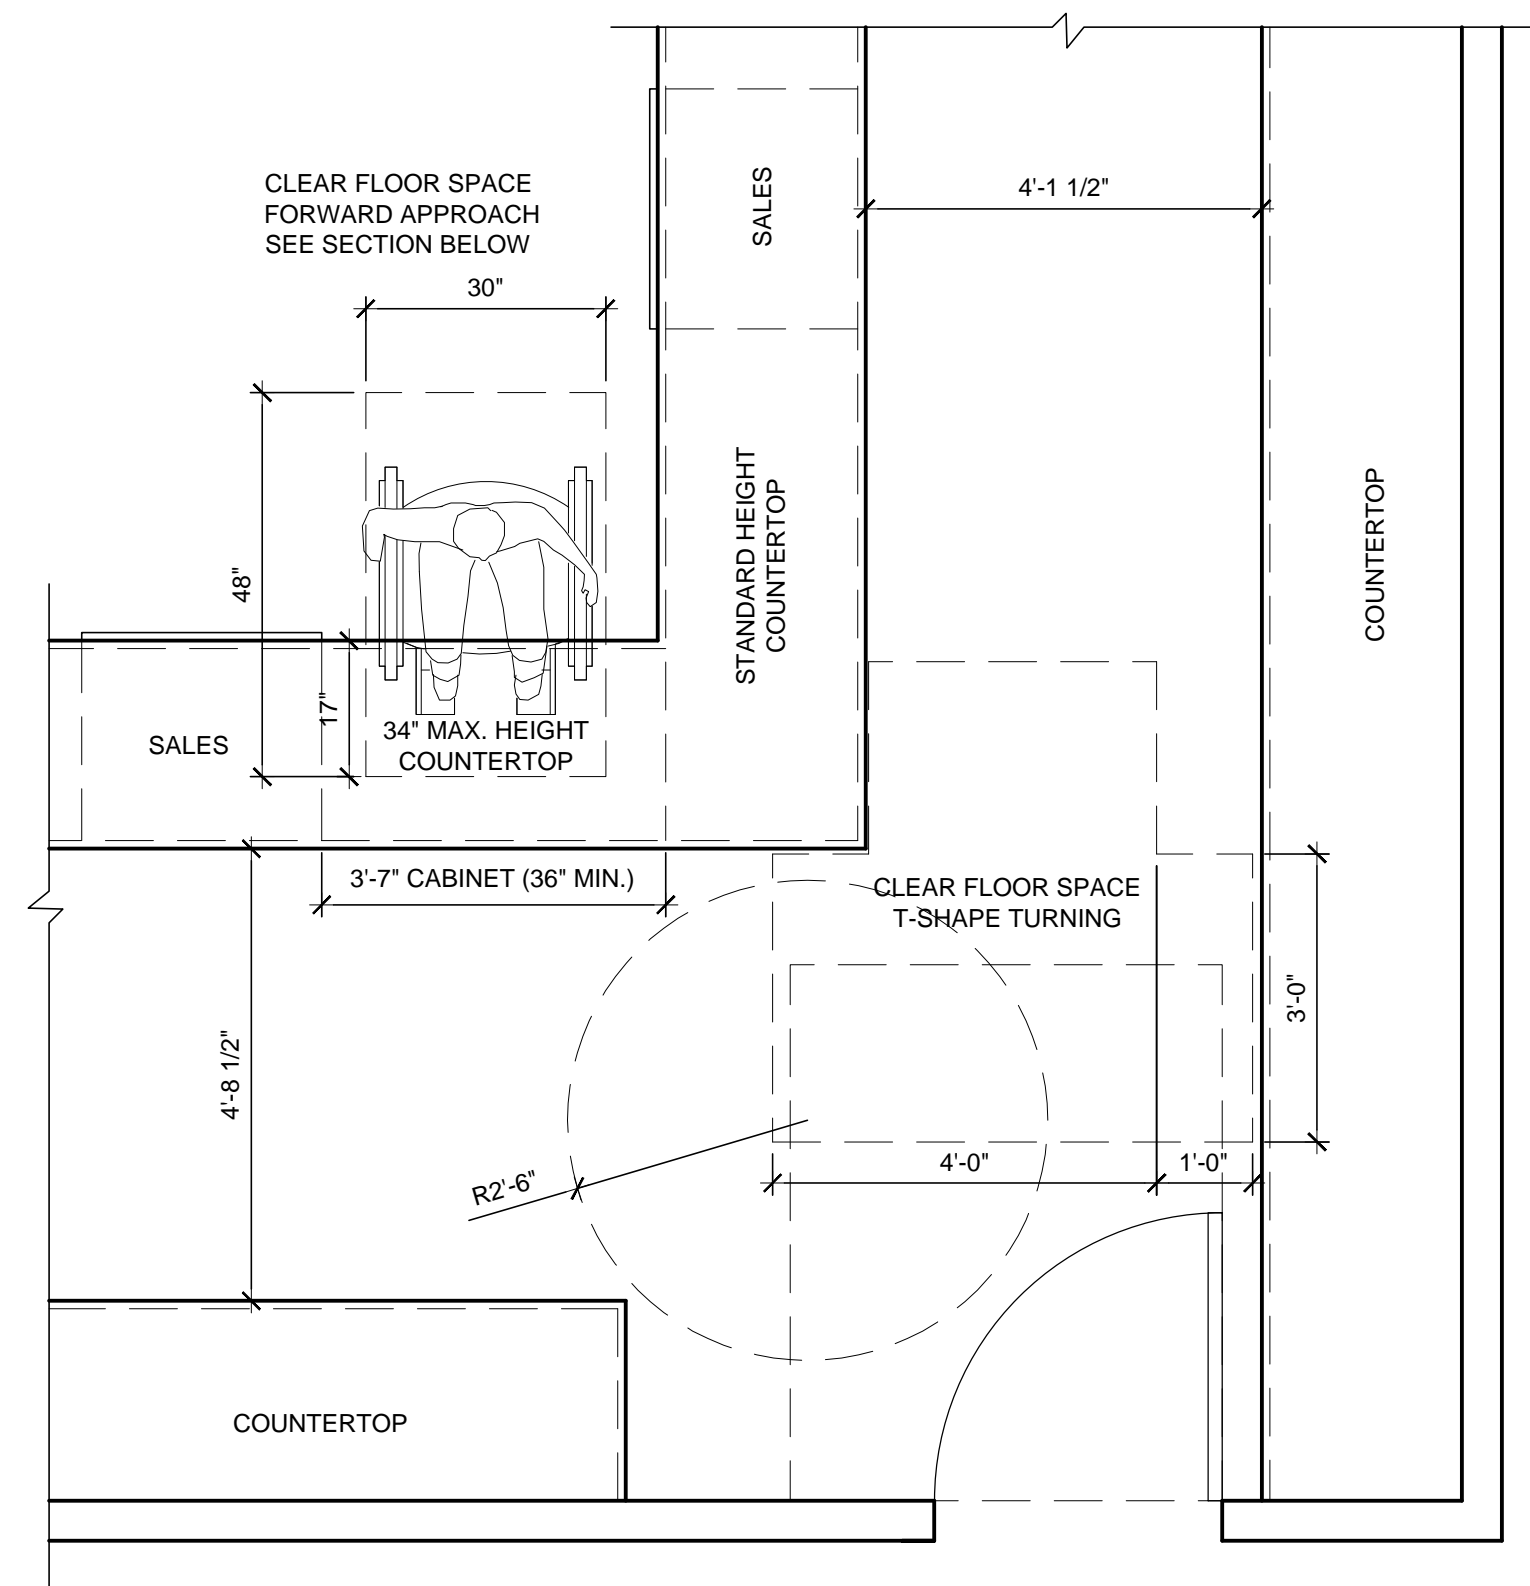 CLEAR FLOOR SPACE
FORWARD APPROACH
SEE SECTION BELOW
30"
SALES
4'-1 1/2"
48"
17"
STANDARD HEIGHT
COUNTERTOP
COUNTERTOP
SALES
34" MAX. HEIGHT
COUNTERTOP
3'-7" CABINET (36" MIN.)
CLEAR FLOOR SPACE
T-SHAPE TURNING
3'-0"
4'-8 1/2"
4'-0"
1'-0"
R2'-6"
COUNTERTOP